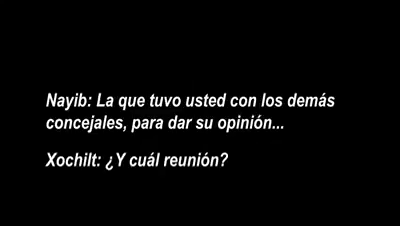 Nayib: La que tuvo usted con los demás
concejales, para dar su opinión...
Xochilt: ¿Y cuál reunión?